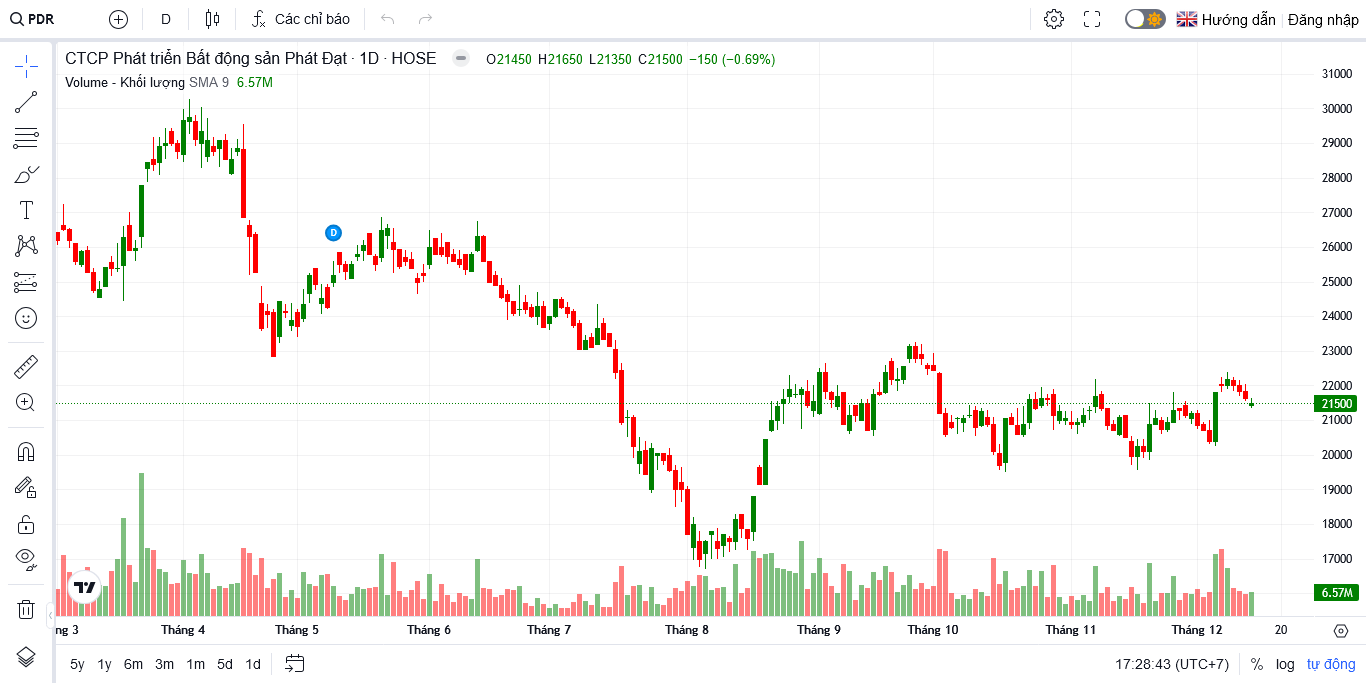 PDR D Các chỉ báo Hướng dẫn Đăng nhập
CTCP Phát triển Bất động sản Phát Đạt · 1D · HOSE O21450 H21650 L21350 C21500 −150 (−0.69%)
Volume - Khối lượng SMA 9 6.57M
31000
30000
29000
28000
27000
26000
25000
24000
23000
22000
21500
21000
20000
19000
18000
17000
6.57M
D
ng 3 Tháng 4 Tháng 5 Tháng 6 Tháng 7 Tháng 8 Tháng 9 Tháng 10 Tháng 11 Tháng 12 20
5y 1y 6m 3m 1m 5d 1d 17:28:43 (UTC+7) % log tự động